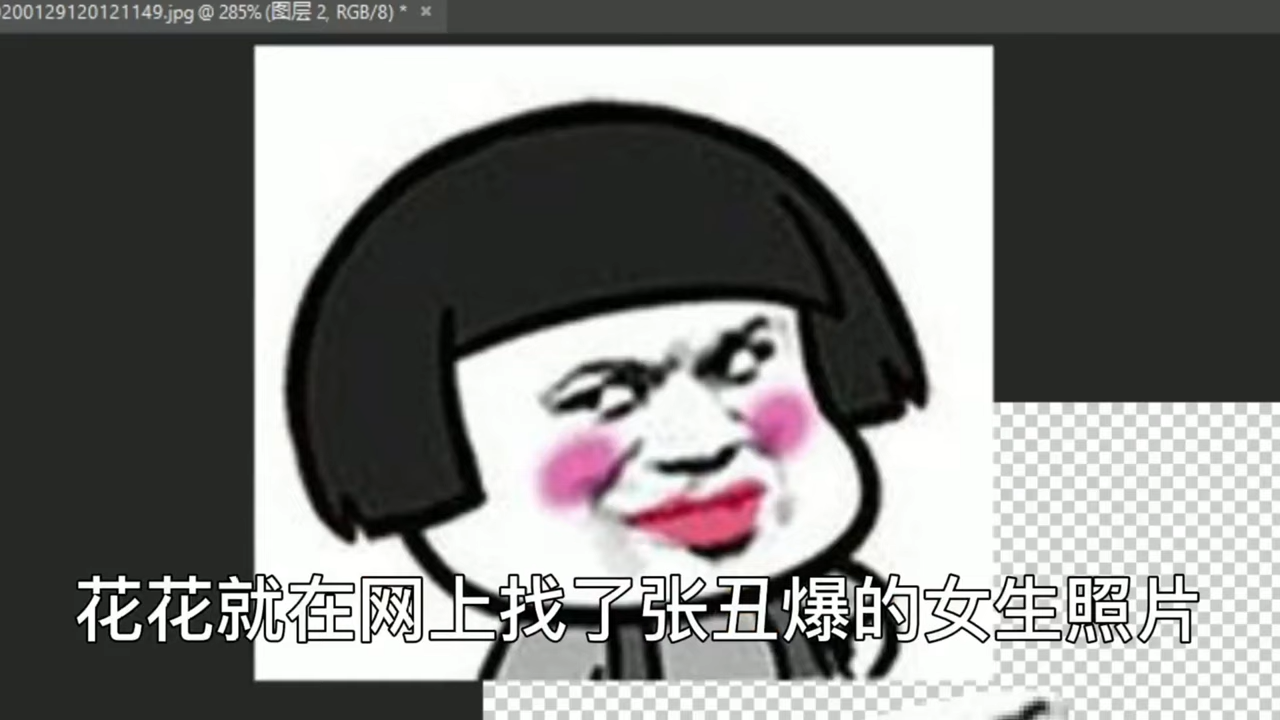 0200129120121149.jpg @ 285% (图层 2, RGB/8) * ×
花花就在网上找了张丑爆的女生照片